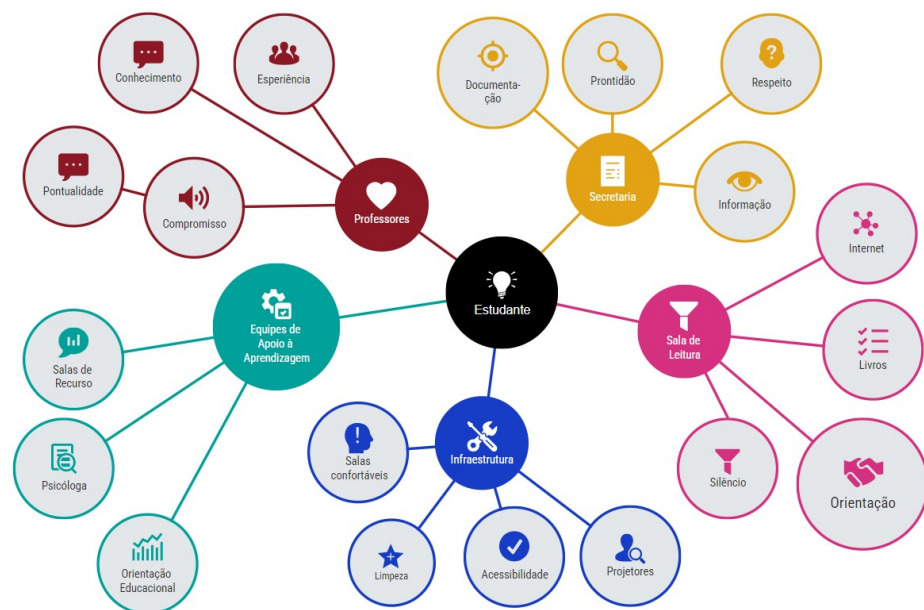 Conhecimento
Esperiência
Pontualidade
Compromisso
Professores
Documenta-
ção
Prontidão
Respeito
Secretaria
Informação
Estudante
Internet
Sala de
Leitura
Livros
Silêncio
Orientação
Equipes de
Apoio à
Aprendizagem
Salas de
Recurso
Psicóloga
Orientação
Educacional
Infraestrutura
Salas
confortáveis
Limpeza
Acessibilidade
Projetores